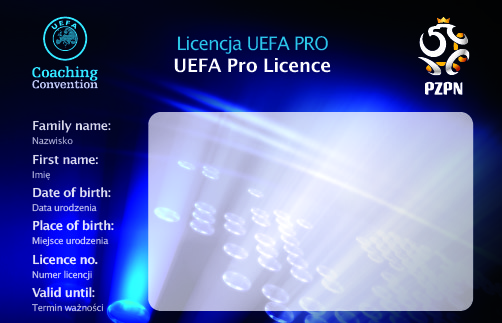 UEFA
Coaching
Convention
Licencja UEFA PRO
UEFA Pro Licence
PZPN
Family name:
Nazwisko
First name:
Imię
Date of birth:
Data urodzenia
Place of birth:
Miejsce urodzenia
Licence no.
Numer licencji
Valid until:
Termin ważności